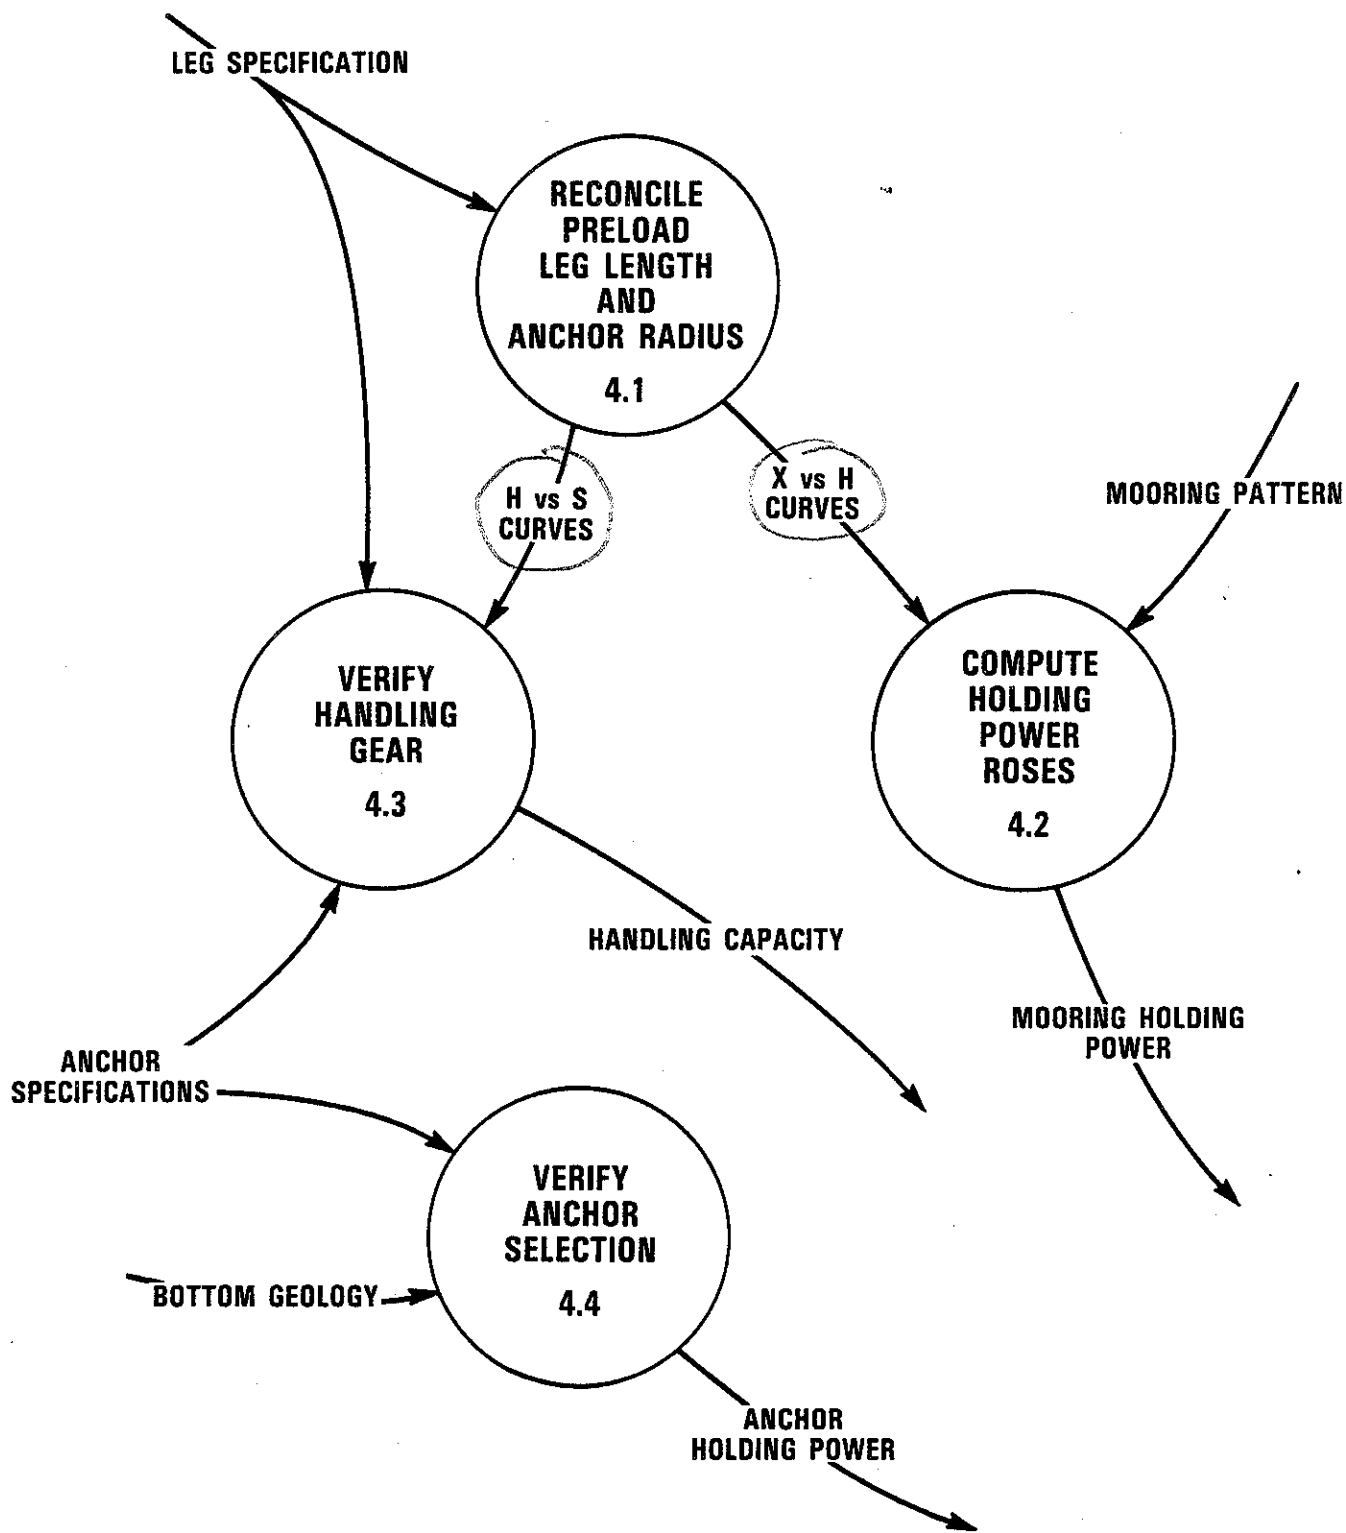 LEG SPECIFICATION
RECONCILE
PRELOAD
LEG LENGTH
AND
ANCHOR RADIUS
4.1
H vs S
CURVES
X vs H
CURVES
MOORING PATTERN
VERIFY
HANDLING
GEAR
4.3
COMPUTE
HOLDING
POWER
ROSES
4.2
HANDLING CAPACITY
MOORING HOLDING
POWER
ANCHOR
SPECIFICATIONS
VERIFY
ANCHOR
SELECTION
4.4
BOTTOM GEOLOGY
ANCHOR
HOLDING POWER